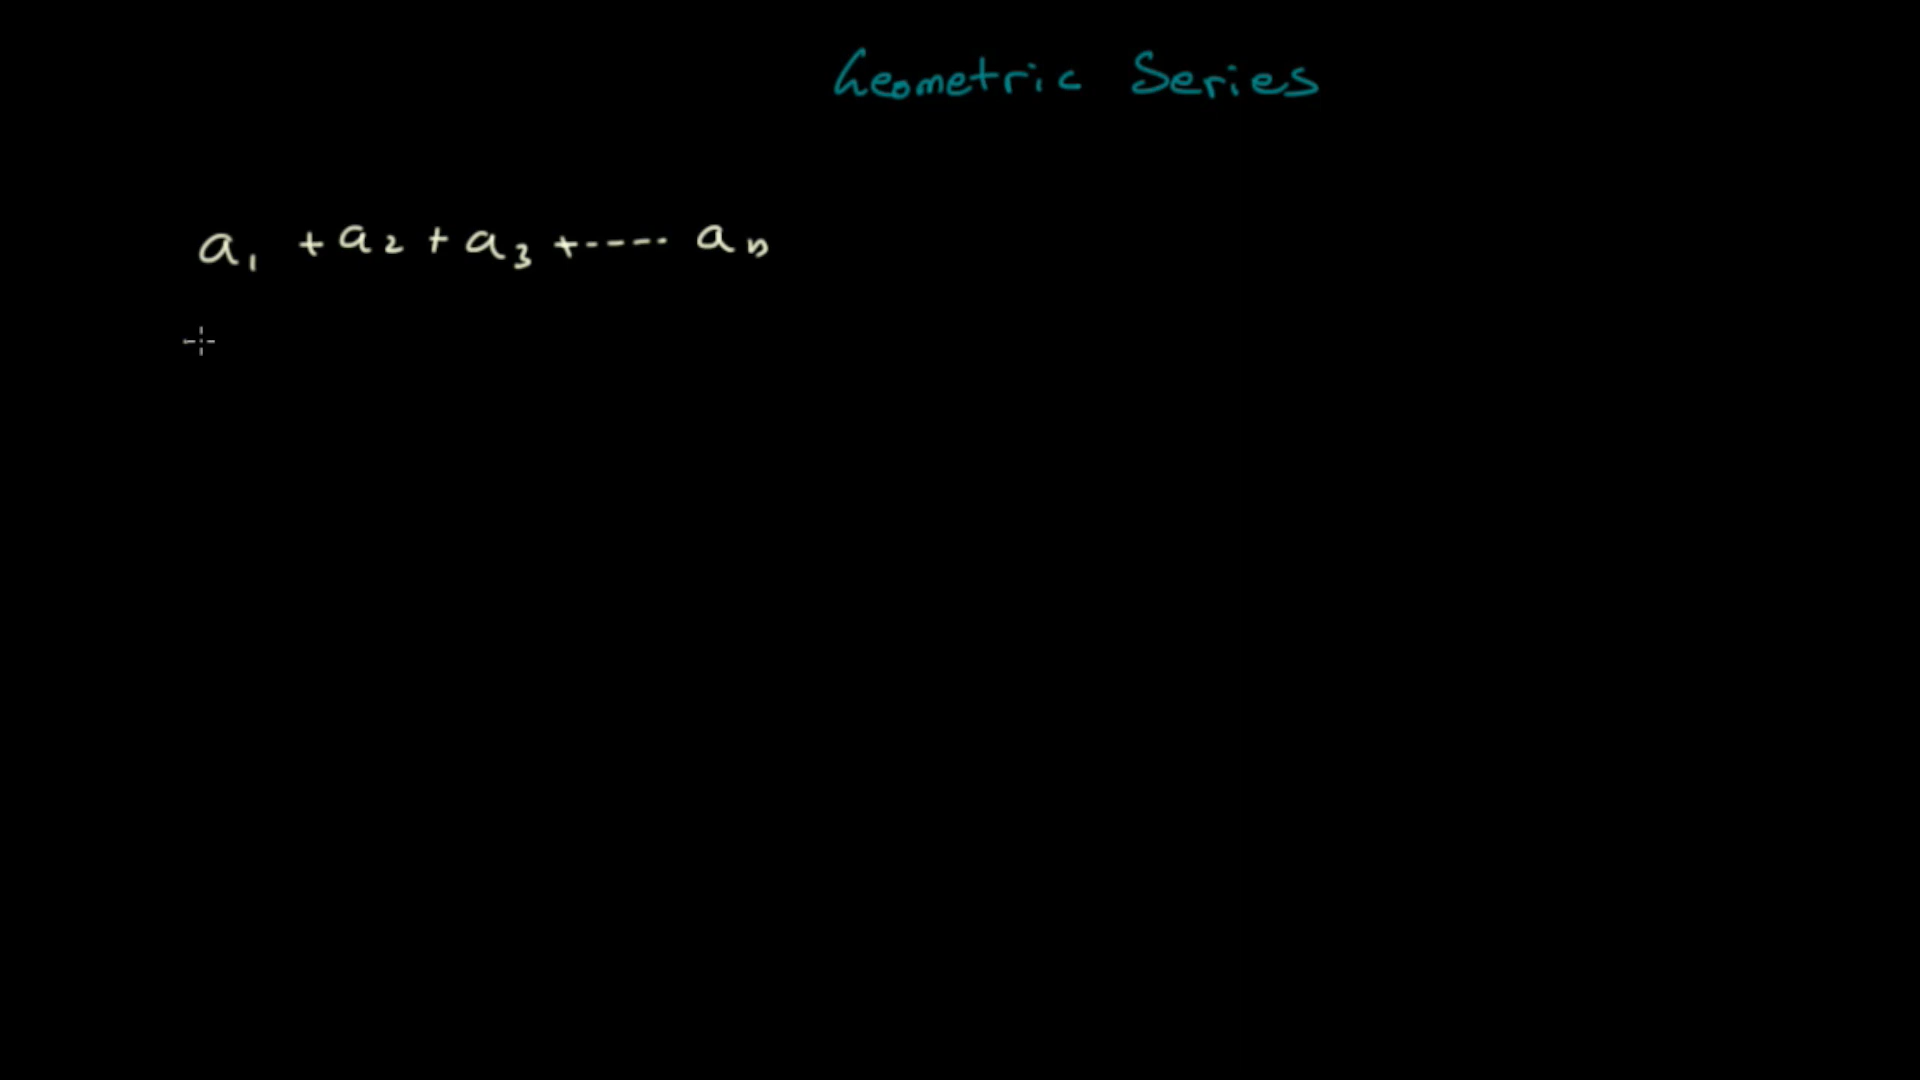 Geometric Series
a₁ + a₂ + a₃ +----- aₙ